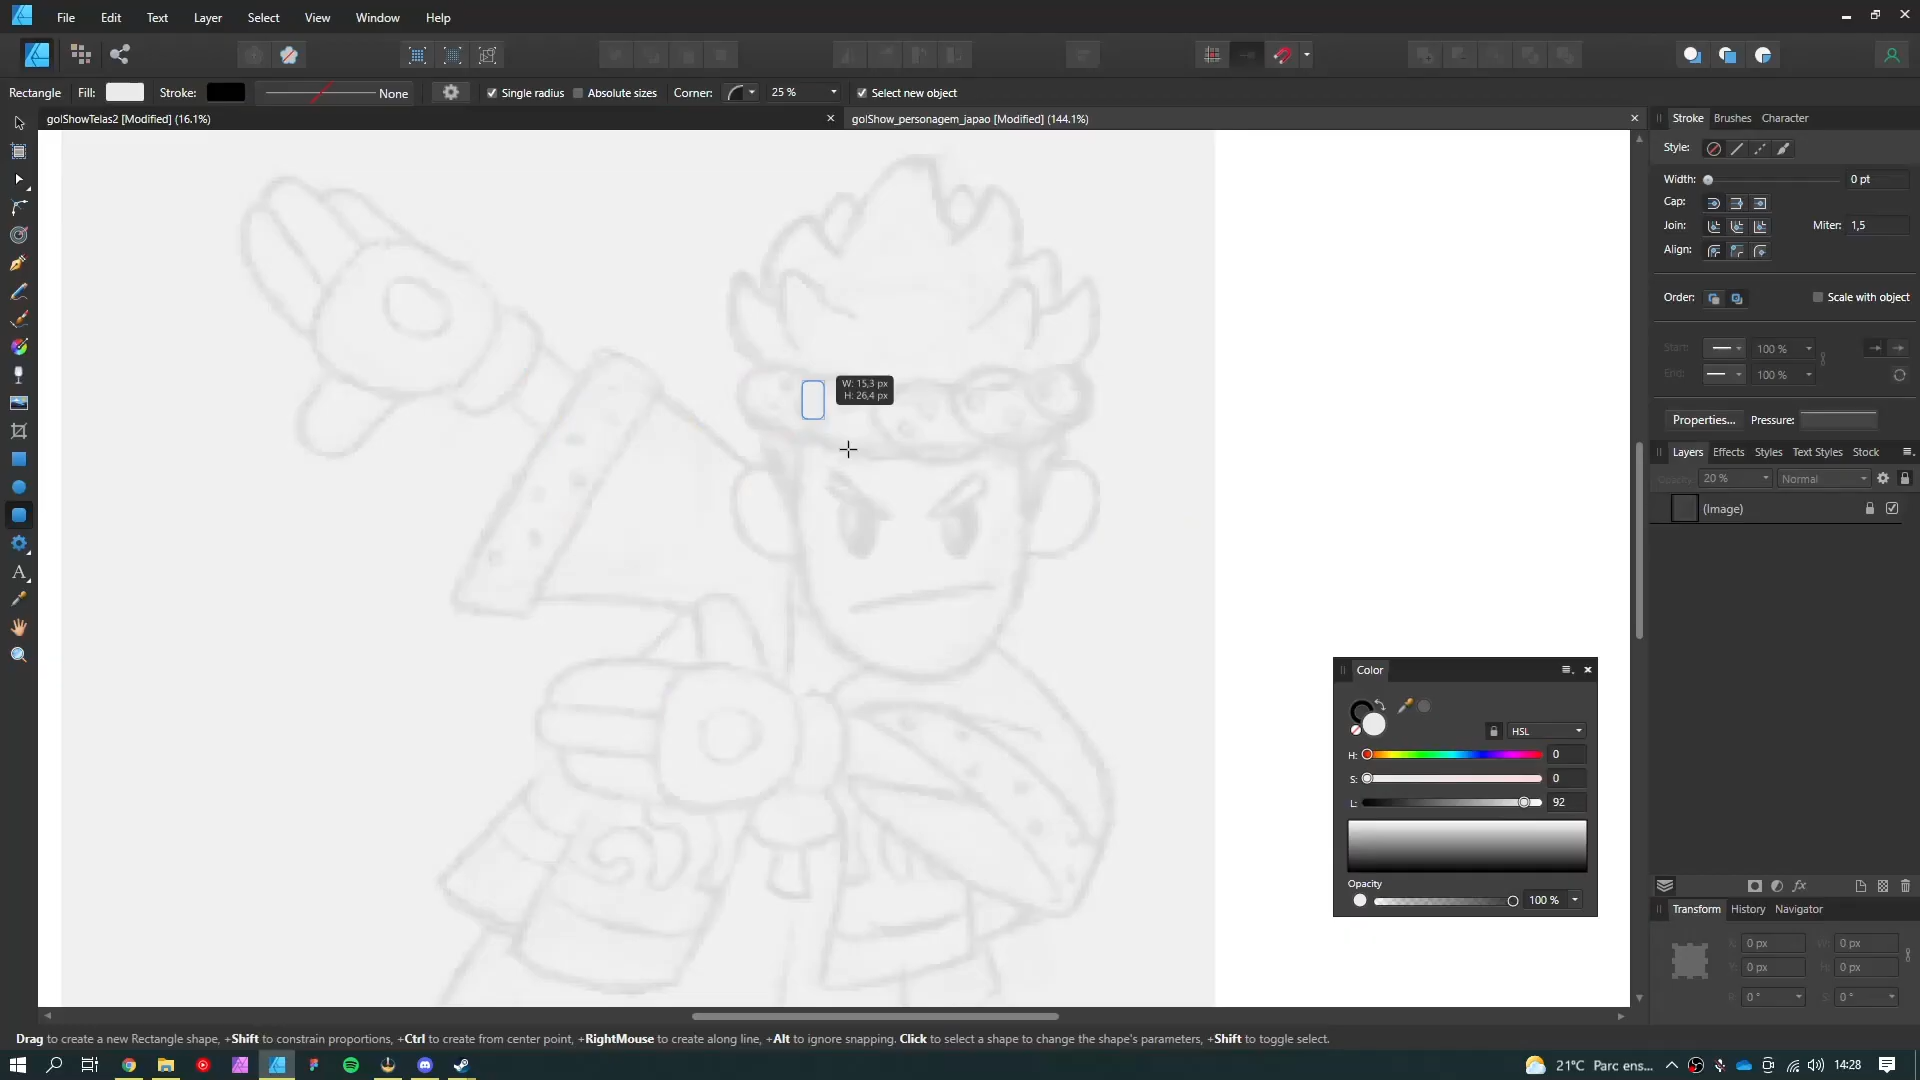 File Edit Text Layer Select View Window Help
Rectangle Fill: Stroke: None Single radius Absolute sizes Corner: 25 % Select new object
go!ShowTelas2 [Modified] (16.1%) go!Show_personagem_japao [Modified] (144.1%)
Stroke Brushes Character
Style:
Width: 0 pt
Cap:
Join: Miter: 1,5
Align:
Order: Scale with object
Start: 100 %
End: 100 %
Properties... Pressure:
Layers Effects Styles Text Styles Stock
Opacity: 20 % Normal
(Image)
W: 15,3 px
H: 26,4 px
Color
HSL
H: 0
S: 0
L: 92
Opacity
100 %
Transform History Navigator
X: 0 px W: 0 px
Y: 0 px H: 0 px
R: 0 ° S: 0 °
Drag to create a new Rectangle shape, +Shift to constrain proportions, +Ctrl to create from center point, +RightMouse to create along line, +Alt to ignore snapping. Click to select a shape to change the shape's parameters, +Shift to toggle select.
21°C Parc ens... 14:28